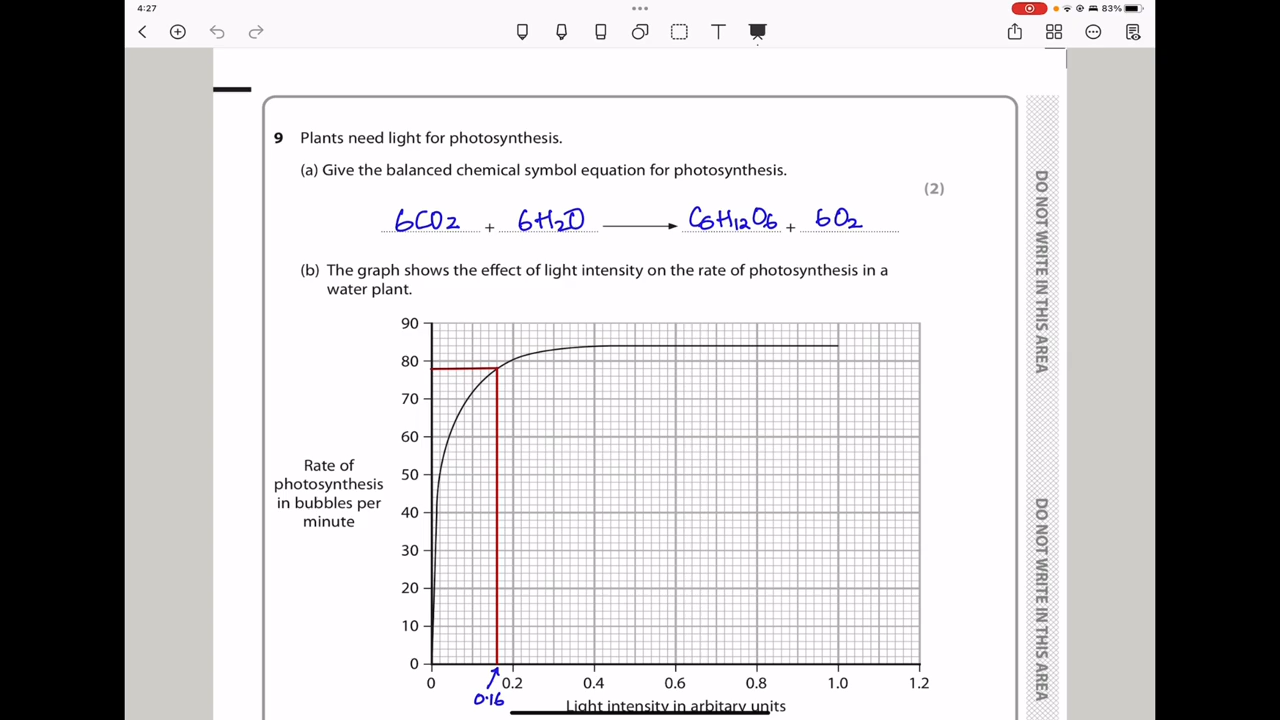 4:27
83%
9 Plants need light for photosynthesis.
(a) Give the balanced chemical symbol equation for photosynthesis.
(2)
6CO2 + 6H2O → C6H12O6 + 6O2
(b) The graph shows the effect of light intensity on the rate of photosynthesis in a
water plant.
90
80
70
60
50
40
30
20
10
0
Rate of
photosynthesis
in bubbles per
minute
0 0.2 0.4 0.6 0.8 1.0 1.2
0.16
Light intensity in arbitary units
DO NOT WRITE IN THIS AREA
DO NOT WRITE IN THIS AREA